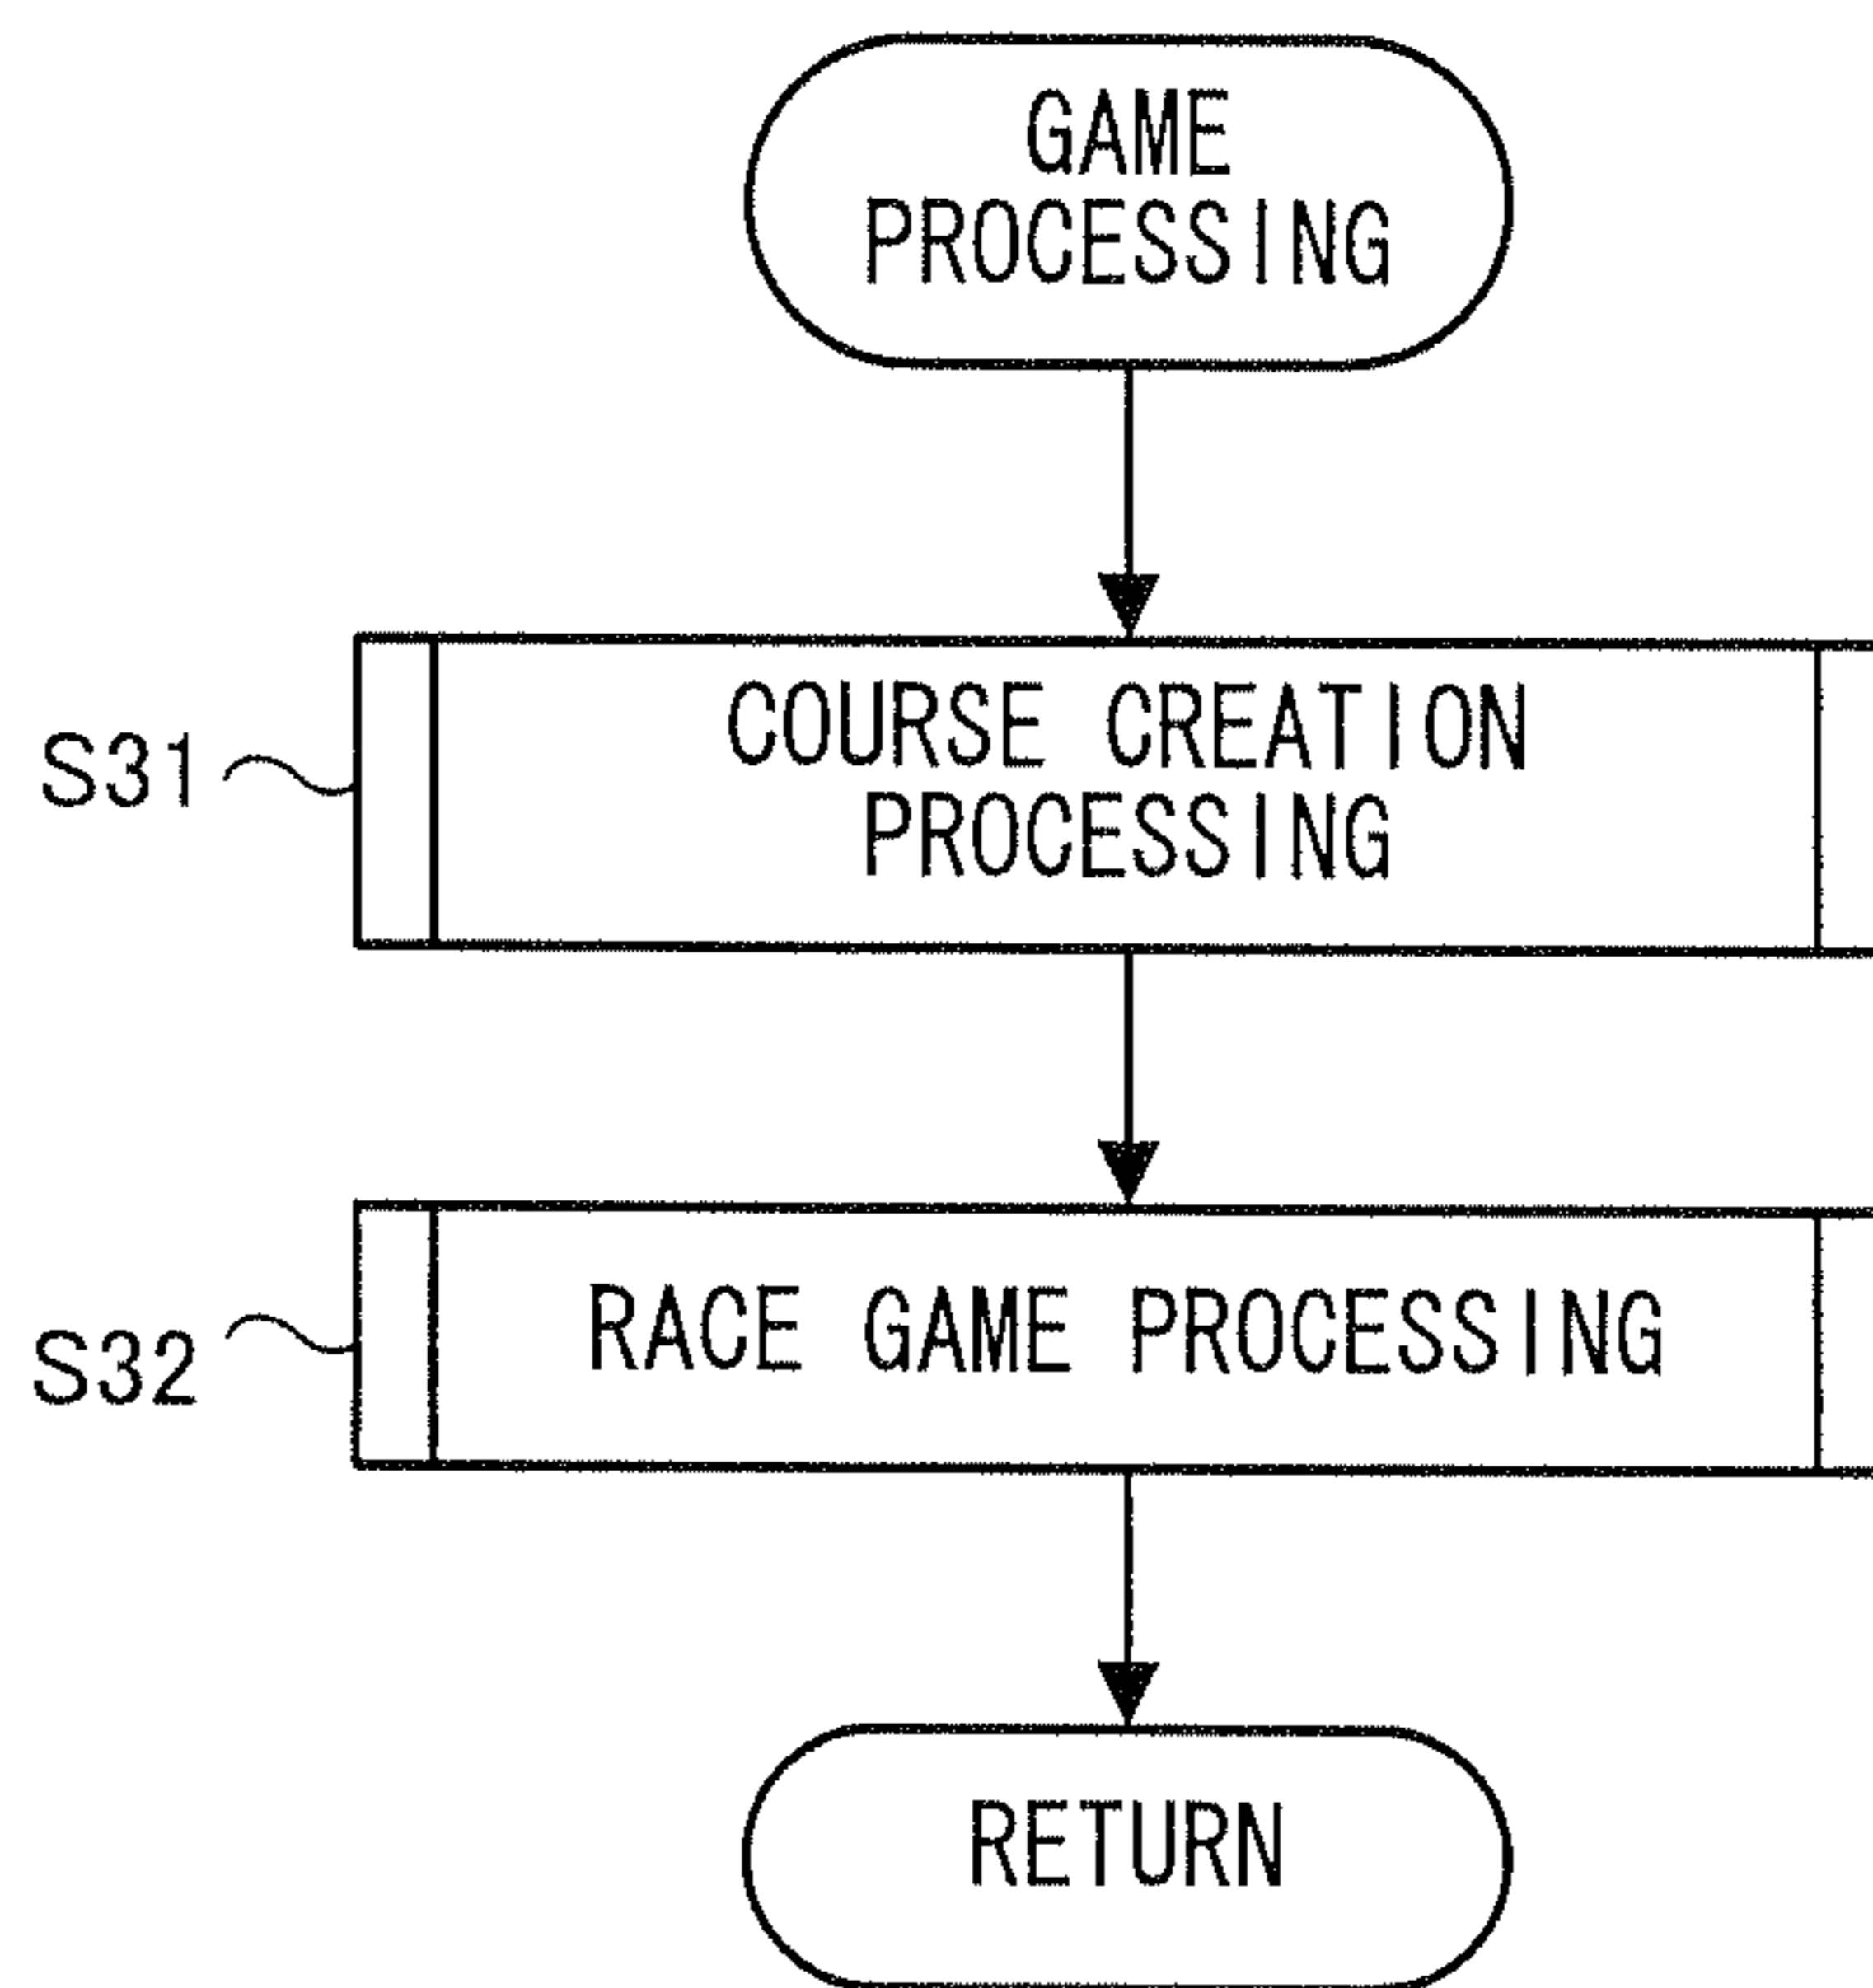 GAME
PROCESSING
S31
COURSE CREATION
PROCESSING
S32
RACE GAME PROCESSING
RETURN